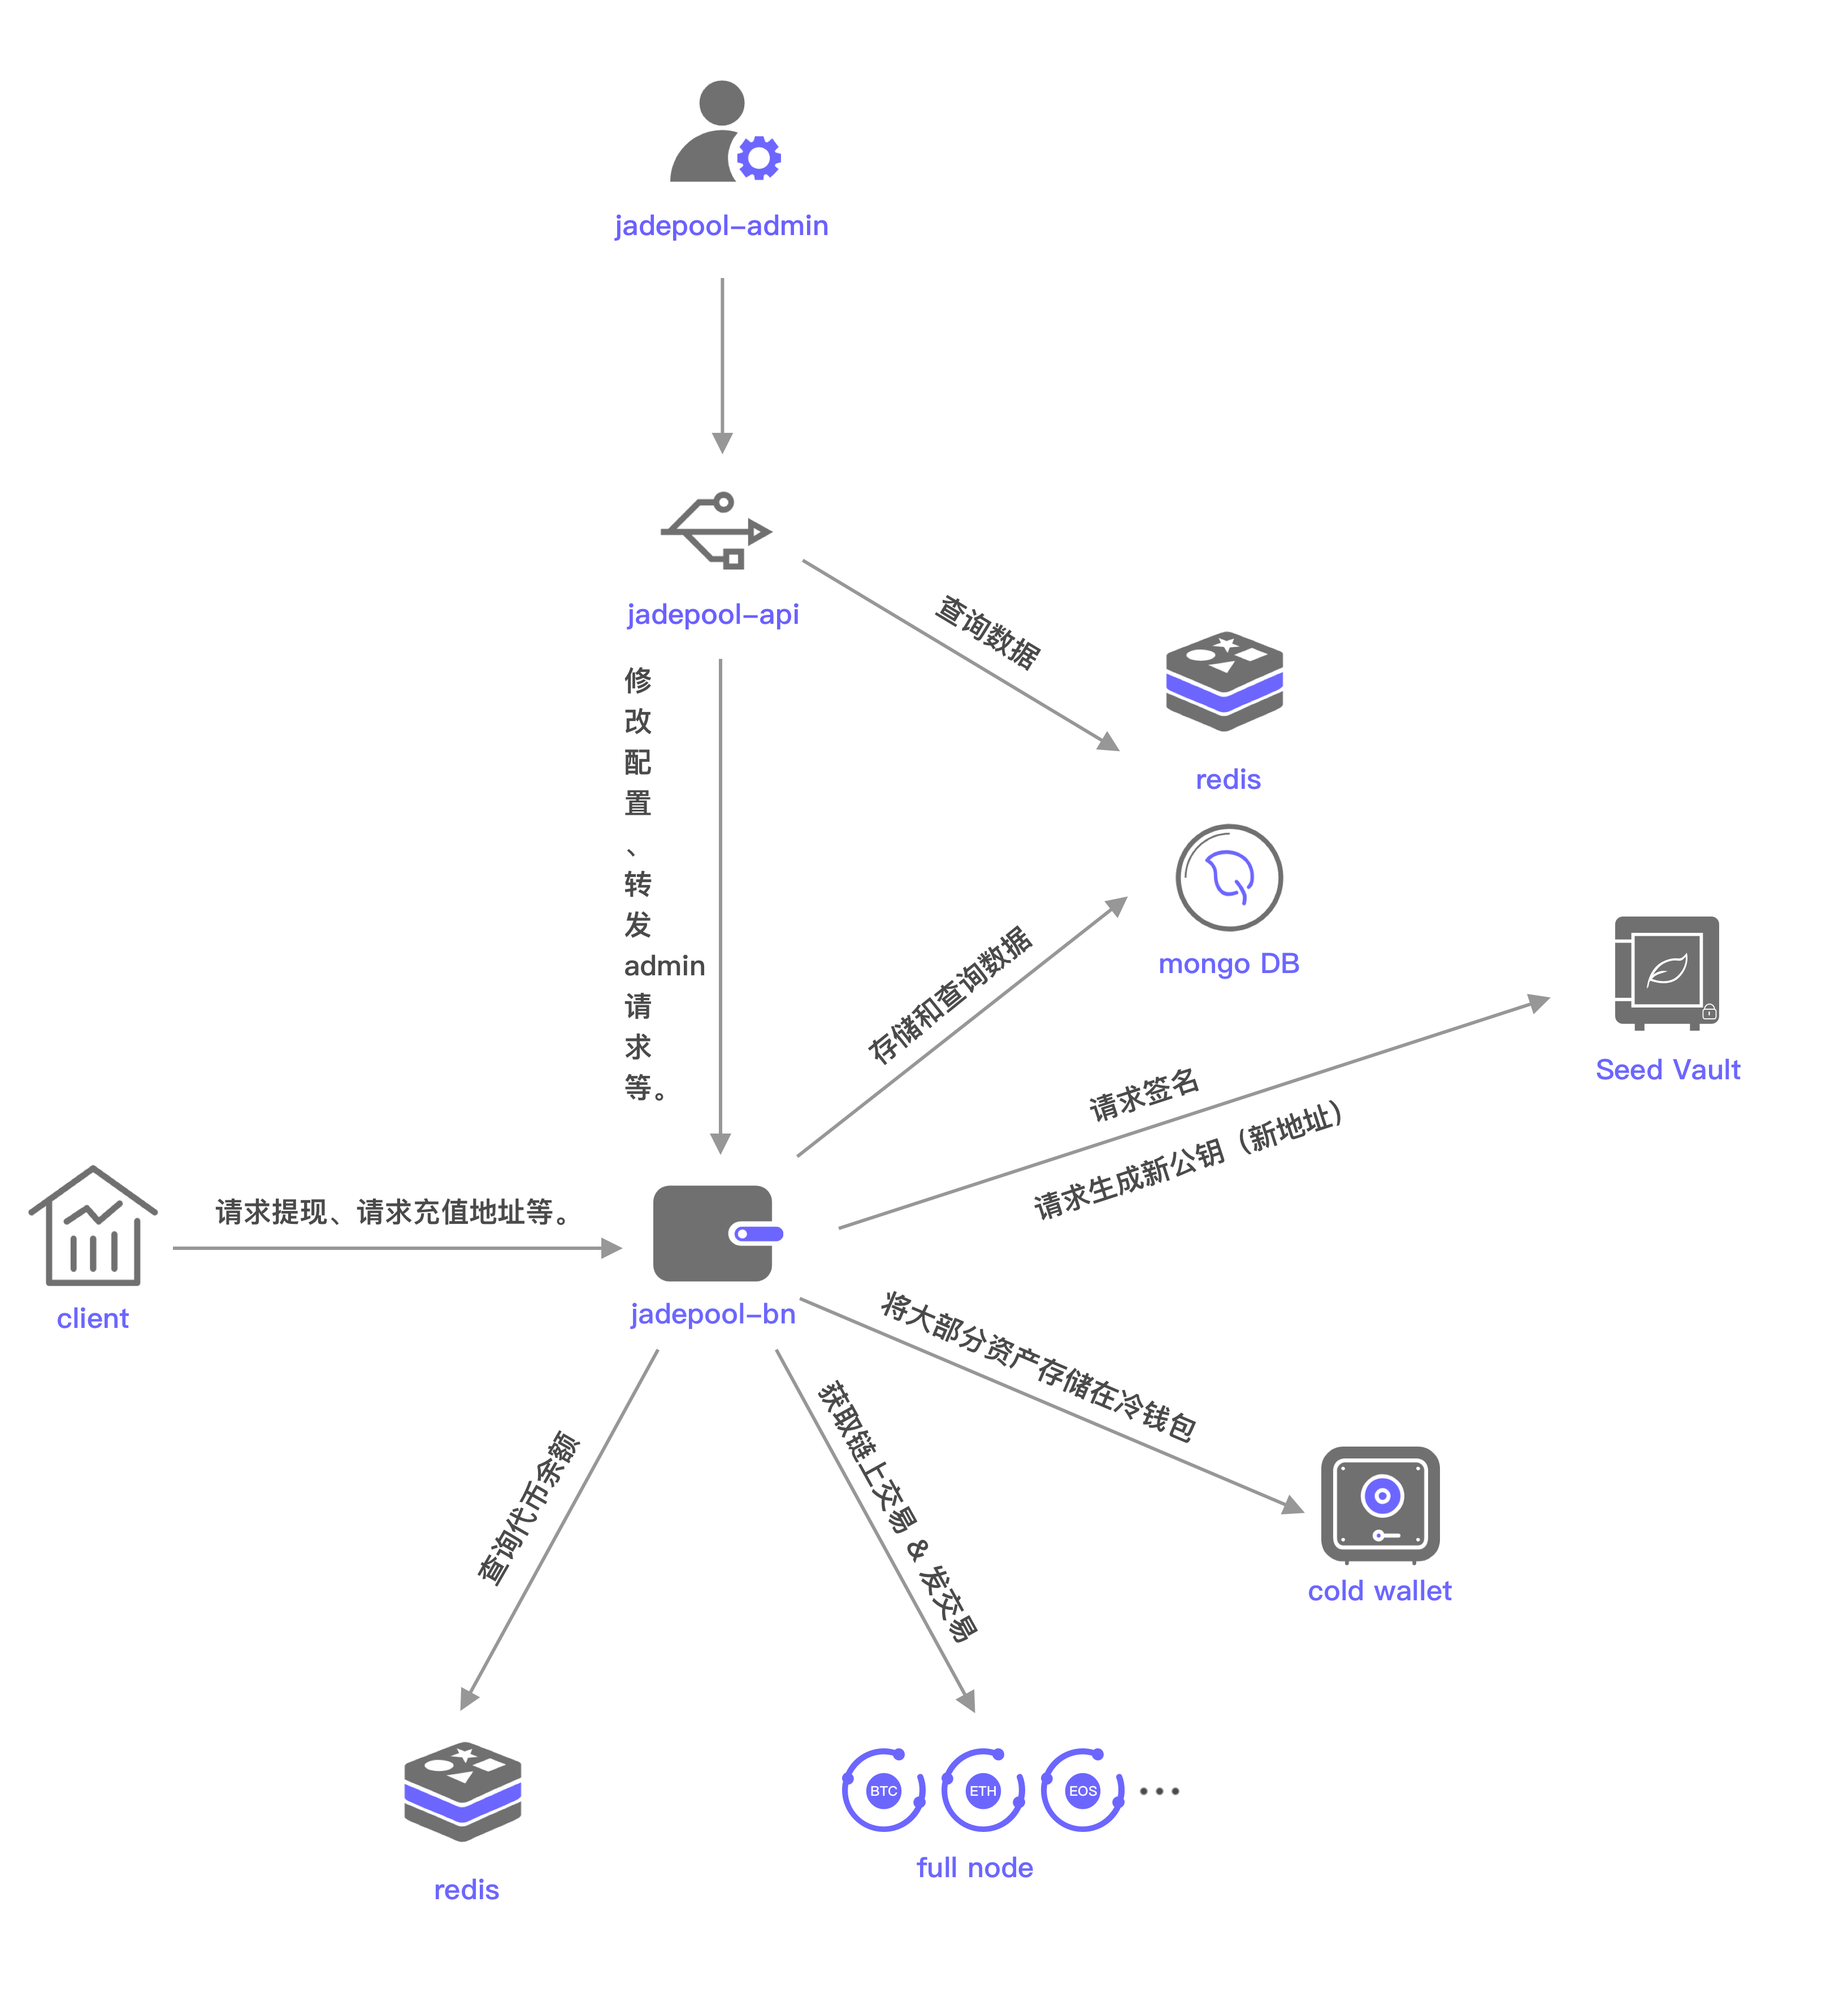 jadepool-admin
jadepool-api
查询数据
redis
修
改
配
置
、
转
发
admin
请
求
等。
mongo DB
存储和查询数据
Seed Vault
请求签名
请求生成新公钥（新地址）
请求提现、请求充值地址等。
client
jadepool-bn
将大部分资产存储在冷钱包
获取链上交易 & 发交易
查询代币余额
cold wallet
BTC
ETH
EOS
full node
redis